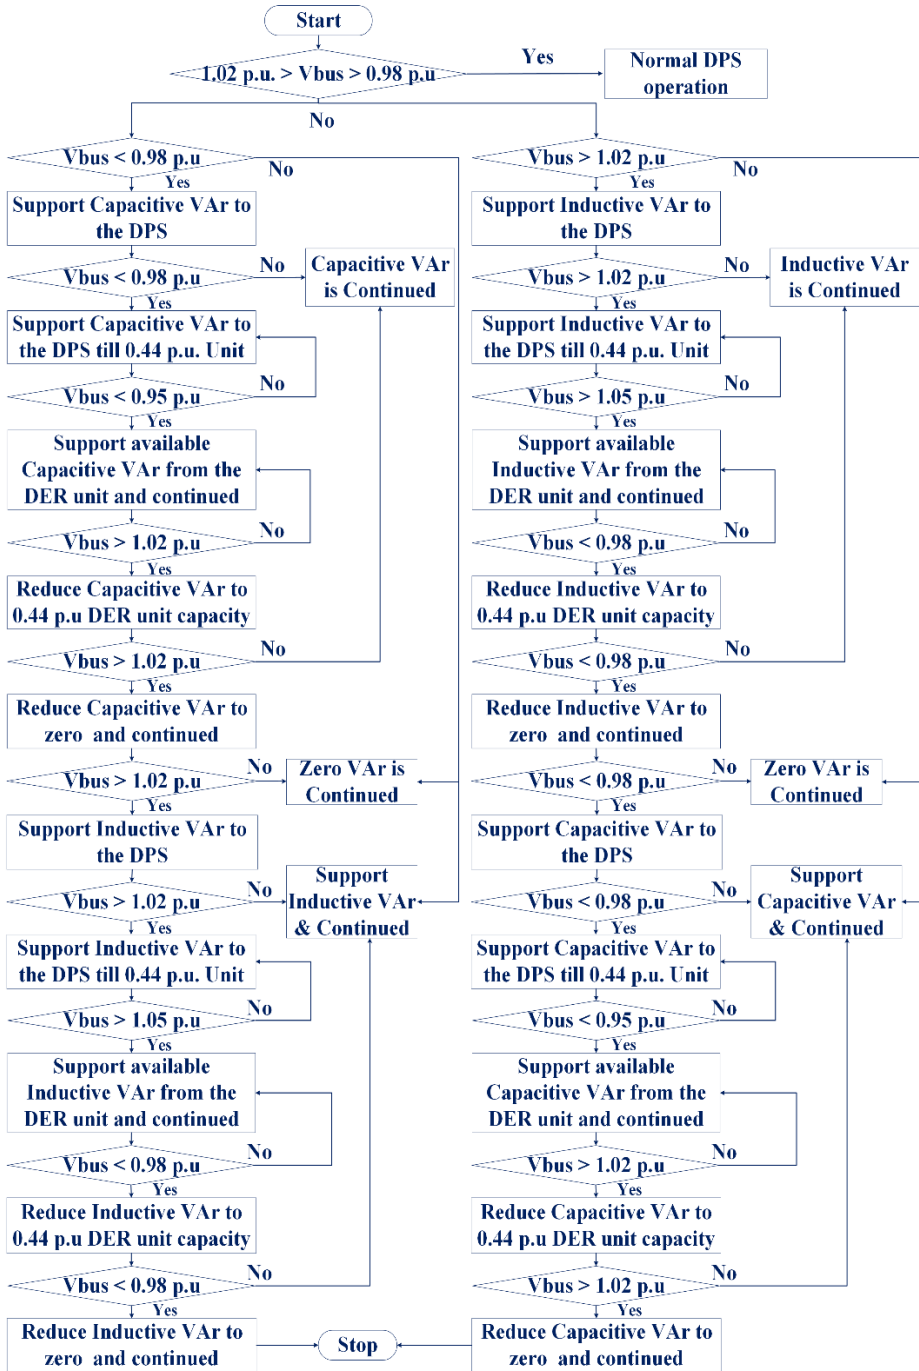 Start
1.02 p.u. > Vbus > 0.98 p.u
Yes
Normal DPS
operation
No
Vbus < 0.98 p.u
No
Yes
Support Capacitive VAr to
the DPS
Vbus < 0.98 p.u
No
Capacitive VAr
is Continued
Yes
Support Capacitive VAr to
the DPS till 0.44 p.u. Unit
Vbus < 0.95 p.u
No
Yes
Support available
Capacitive VAr from the
DER unit and continued
Vbus > 1.02 p.u
No
Yes
Reduce Capacitive VAr to
0.44 p.u DER unit capacity
Vbus > 1.02 p.u
No
Yes
Reduce Capacitive VAr to
zero and continued
Vbus > 1.02 p.u
No
Zero VAr is
Continued
Yes
Support Inductive VAr to
the DPS
Vbus > 1.02 p.u
No
Support
Inductive VAr
& Continued
Yes
Support Inductive VAr to
the DPS till 0.44 p.u. Unit
Vbus > 1.05 p.u
No
Yes
Support available
Inductive VAr from the
DER unit and continued
Vbus < 0.98 p.u
No
Yes
Reduce Inductive VAr to
0.44 p.u DER unit capacity
Vbus < 0.98 p.u
No
Yes
Reduce Inductive VAr to
zero and continued
Stop
Vbus > 1.02 p.u
No
Yes
Support Inductive VAr to
the DPS
Vbus > 1.02 p.u
No
Inductive VAr
is Continued
Yes
Support Inductive VAr to
the DPS till 0.44 p.u. Unit
Vbus > 1.05 p.u
No
Yes
Support available
Inductive VAr from the
DER unit and continued
Vbus < 0.98 p.u
No
Yes
Reduce Inductive VAr to
0.44 p.u DER unit capacity
Vbus < 0.98 p.u
No
Yes
Reduce Inductive VAr to
zero and continued
Vbus < 0.98 p.u
No
Zero VAr is
Continued
Yes
Support Capacitive VAr to
the DPS
Vbus < 0.98 p.u
No
Support
Capacitive VAr
& Continued
Yes
Support Capacitive VAr to
the DPS till 0.44 p.u. Unit
Vbus < 0.95 p.u
No
Yes
Support available
Capacitive VAr from the
DER unit and continued
Vbus > 1.02 p.u
No
Yes
Reduce Capacitive VAr to
0.44 p.u DER unit capacity
Vbus > 1.02 p.u
No
Yes
Reduce Capacitive VAr to
zero and continued